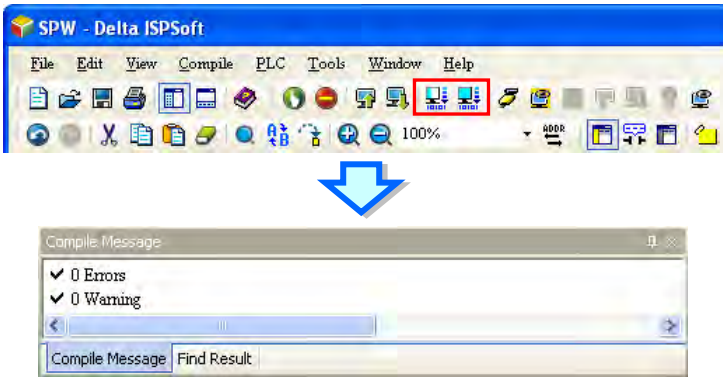 SPW - Delta ISPSoft
File Edit View Compile PLC Tools Window Help
100% ADDR
Compile Message
✔ 0 Errors
✔ 0 Warning
Compile Message Find Result